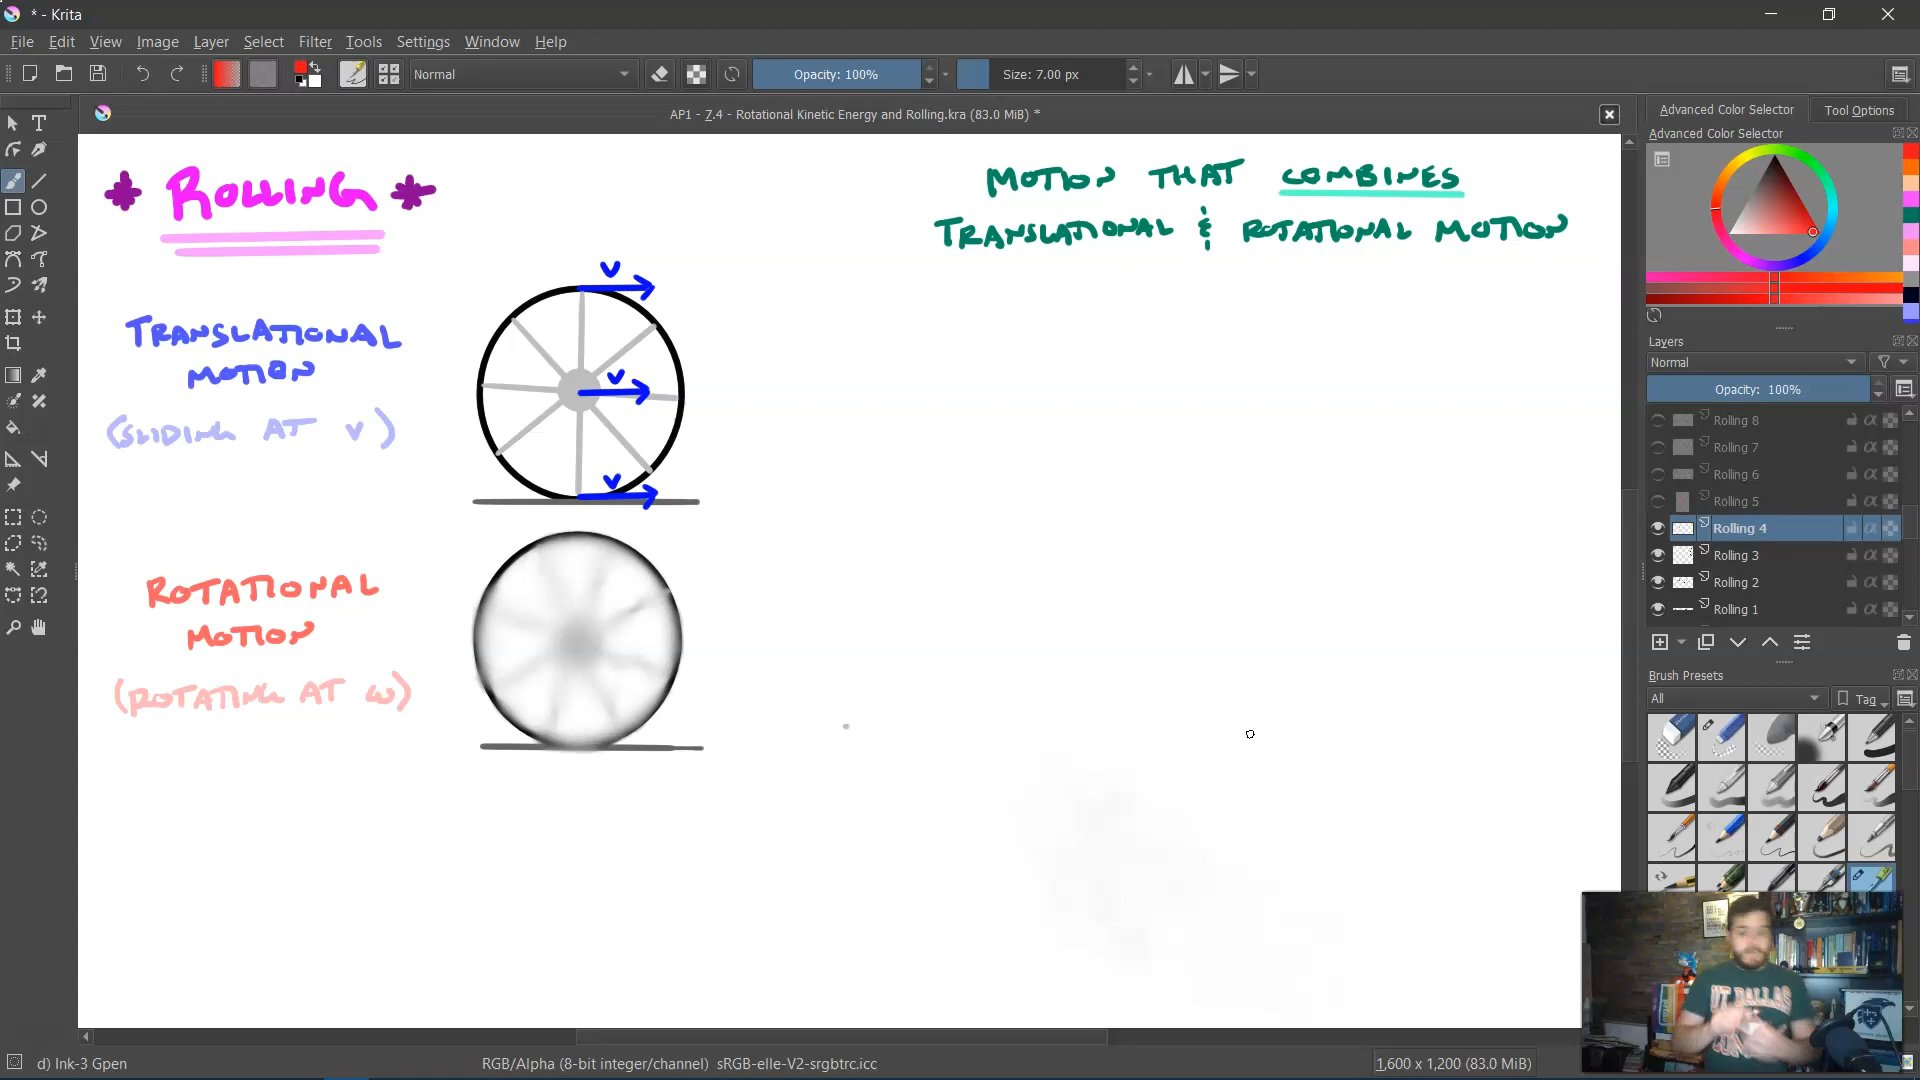 * - Krita
File Edit View Image Layer Select Filter Tools Settings Window Help
Normal
Opacity: 100%
Size: 7.00 px
AP1 - 7.4 - Rotational Kinetic Energy and Rolling.kra (83.0 MiB) *
ROLLING
MOTION THAT COMBINES
TRANSLATIONAL & ROTATIONAL MOTION
TRANSLATIONAL
MOTION
(SLIDING AT V)
V
V
V
ROTATIONAL
MOTION
(ROTATING AT ω)
Advanced Color Selector
Tool Options
Advanced Color Selector
Layers
Normal
Opacity: 100%
Rolling 8
Rolling 7
Rolling 6
Rolling 5
Rolling 4
Rolling 3
Rolling 2
Rolling 1
Brush Presets
All
Tag
UT DALLAS
d) Ink-3 Gpen
RGB/Alpha (8-bit integer/channel) sRGB-elle-V2-srgbtrc.icc
1,600 x 1,200 (83.0 MiB)